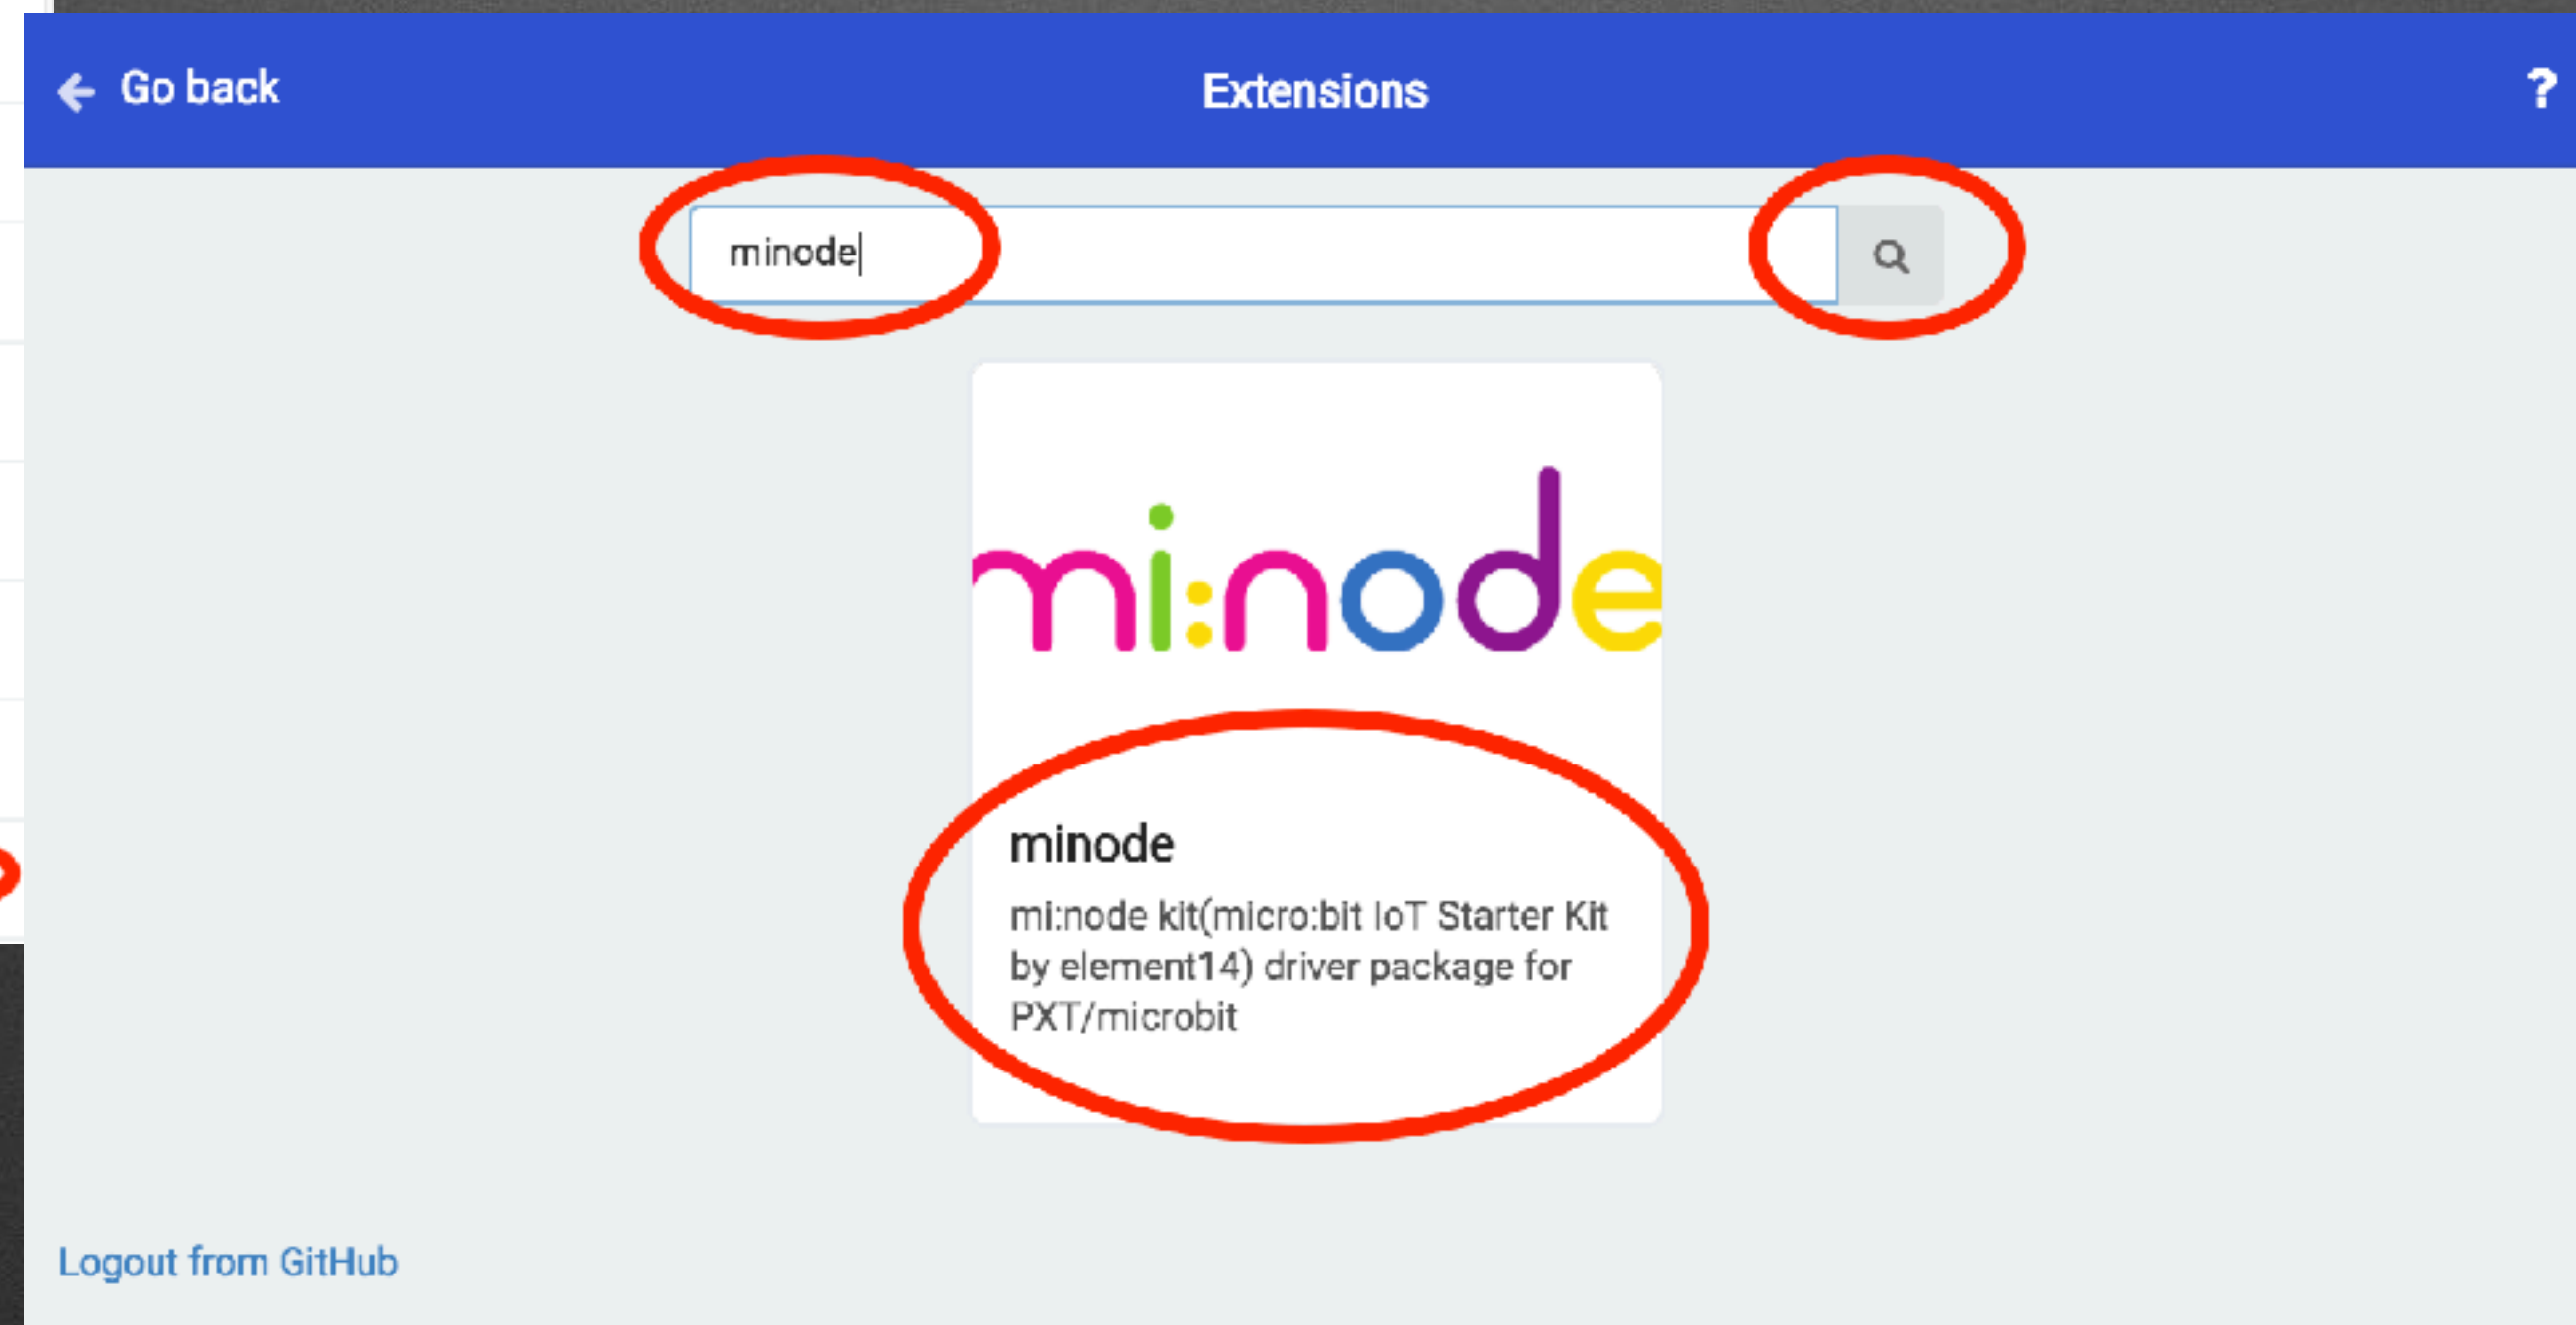 Go back
Extensions
?
minode
mi:node
minode
mi:node kit(micro:bit IoT Starter Kit
by element14) driver package for
PXT/microbit
Logout from GitHub